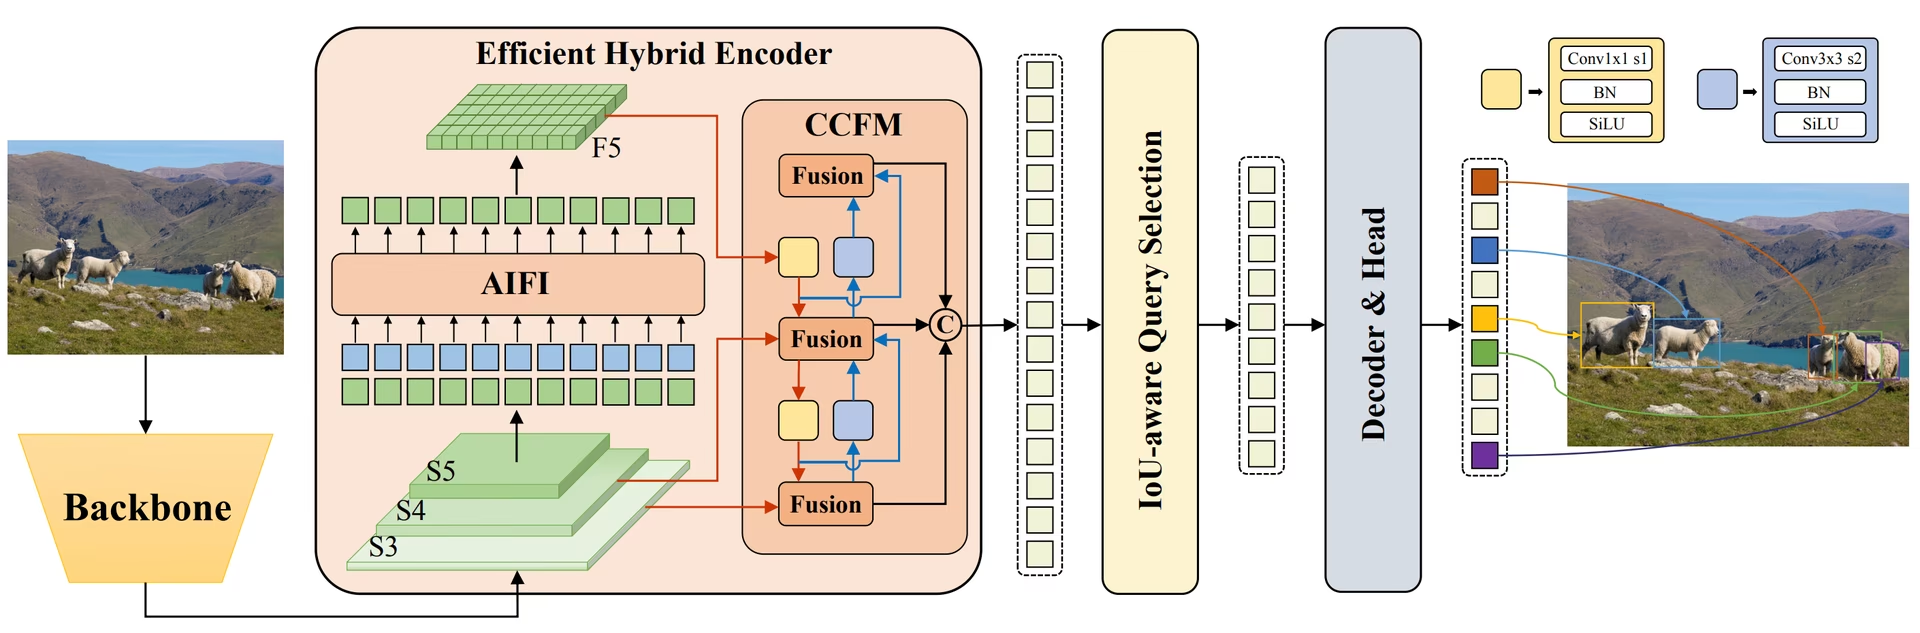 Efficient Hybrid Encoder
F5
AIFI
S5
S4
S3
Backbone
CCFM
Fusion
Fusion
Fusion
C
IoU-aware Query Selection
Decoder & Head
Conv1x1 s1
BN
SiLU
Conv3x3 s2
BN
SiLU